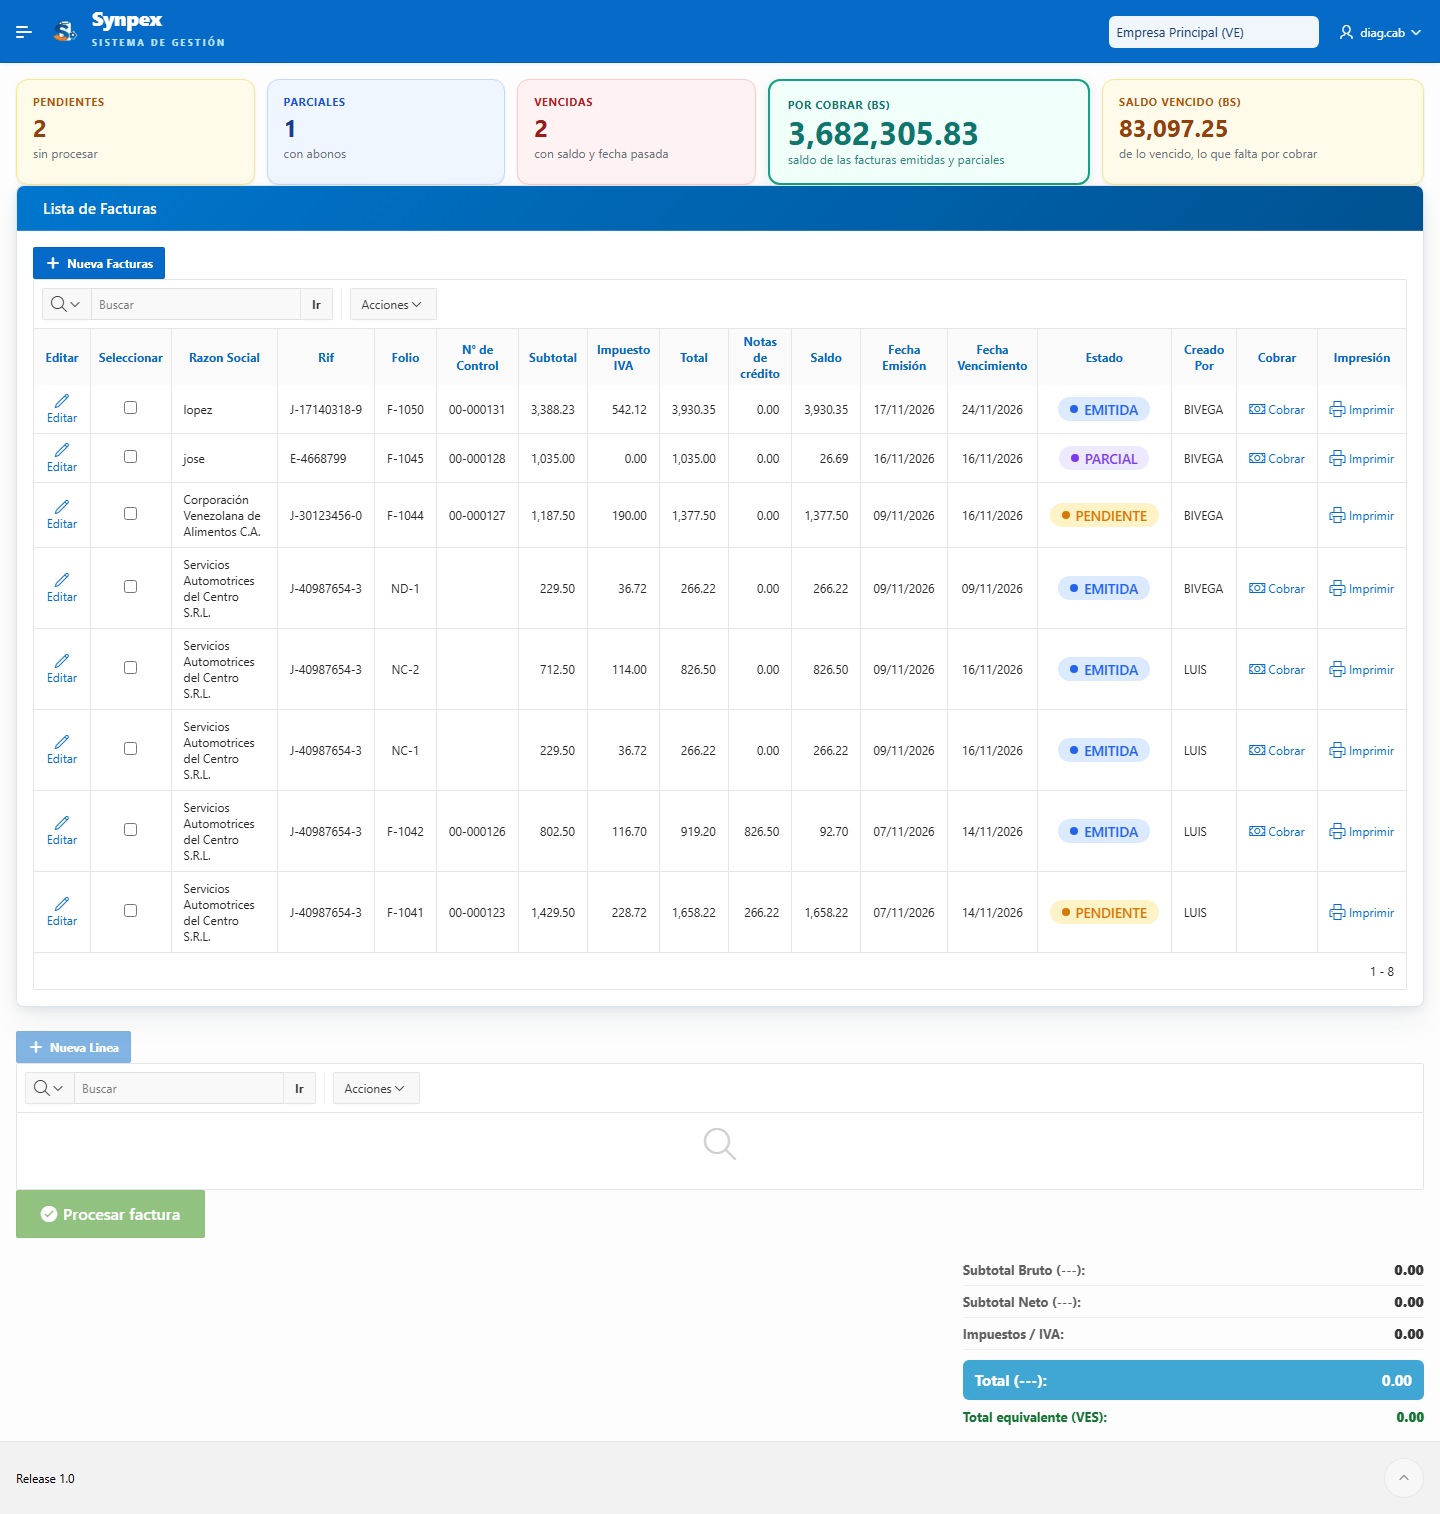 Synpex
SISTEMA DE GESTIÓN
Empresa Principal (VE)
diag.cab
PENDIENTES
2
sin procesar
PARCIALES
1
con abonos
VENCIDAS
2
con saldo y fecha pasada
POR COBRAR (BS)
3,682,305.83
saldo de las facturas emitidas y parciales
SALDO VENCIDO (BS)
83,097.25
de lo vencido, lo que falta por cobrar
Lista de Facturas
Nueva Facturas
Buscar Ir Acciones
Editar Seleccionar Razon Social Rif Folio N° de Control Subtotal Impuesto IVA Total Notas de crédito Saldo Fecha Emisión Fecha Vencimiento Estado Creado Por Cobrar Impresión
Editar lopez J-17140318-9 F-1050 00-000131 3,388.23 542.12 3,930.35 0.00 3,930.35 17/11/2026 24/11/2026 EMITIDA BIVEGA Cobrar Imprimir
Editar jose E-4668799 F-1045 00-000128 1,035.00 0.00 1,035.00 0.00 26.69 16/11/2026 16/11/2026 PARCIAL BIVEGA Cobrar Imprimir
Editar Corporación Venezolana de Alimentos C.A. J-30123456-0 F-1044 00-000127 1,187.50 190.00 1,377.50 0.00 1,377.50 09/11/2026 16/11/2026 PENDIENTE BIVEGA Imprimir
Editar Servicios Automotrices del Centro S.R.L. J-40987654-3 ND-1 229.50 36.72 266.22 0.00 266.22 09/11/2026 09/11/2026 EMITIDA BIVEGA Cobrar Imprimir
Editar Servicios Automotrices del Centro S.R.L. J-40987654-3 NC-2 712.50 114.00 826.50 0.00 826.50 09/11/2026 16/11/2026 EMITIDA LUIS Cobrar Imprimir
Editar Servicios Automotrices del Centro S.R.L. J-40987654-3 NC-1 229.50 36.72 266.22 0.00 266.22 09/11/2026 16/11/2026 EMITIDA LUIS Cobrar Imprimir
Editar Servicios Automotrices del Centro S.R.L. J-40987654-3 F-1042 00-000126 802.50 116.70 919.20 826.50 92.70 07/11/2026 14/11/2026 EMITIDA LUIS Cobrar Imprimir
Editar Servicios Automotrices del Centro S.R.L. J-40987654-3 F-1041 00-000123 1,429.50 228.72 1,658.22 266.22 1,658.22 07/11/2026 14/11/2026 PENDIENTE LUIS Imprimir
1 - 8
Nueva Linea
Buscar Ir Acciones
Procesar factura
Subtotal Bruto (---): 0.00
Subtotal Neto (---): 0.00
Impuestos / IVA: 0.00
Total (---): 0.00
Total equivalente (VES): 0.00
Release 1.0